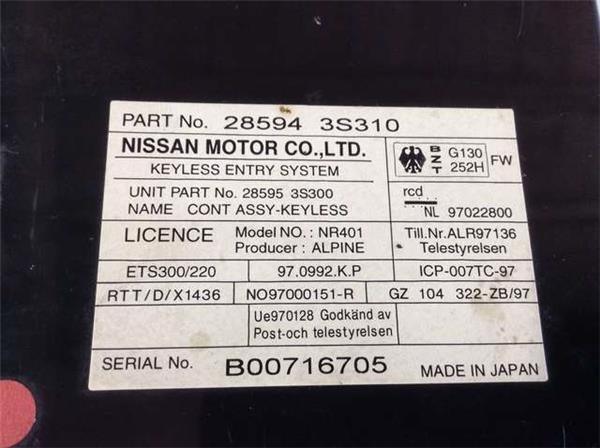 PART No. 28594 3S310
NISSAN MOTOR CO.,LTD.
KEYLESS ENTRY SYSTEM
BZT G130 252H FW
UNIT PART No. 28595 3S300
NAME CONT ASSY-KEYLESS
rcd
NL 97022800
LICENCE
Model NO.: NR401
Producer : ALPINE
Till.Nr.ALR97136
Telestyrelsen
ETS300/220 97.0992.K.P ICP-007TC-97
RTT/D/X1436 NO97000151-R GZ 104 322-ZB/97
Ue970128 Godkänd av
Post-och telestyrelsen
SERIAL No. B00716705 MADE IN JAPAN